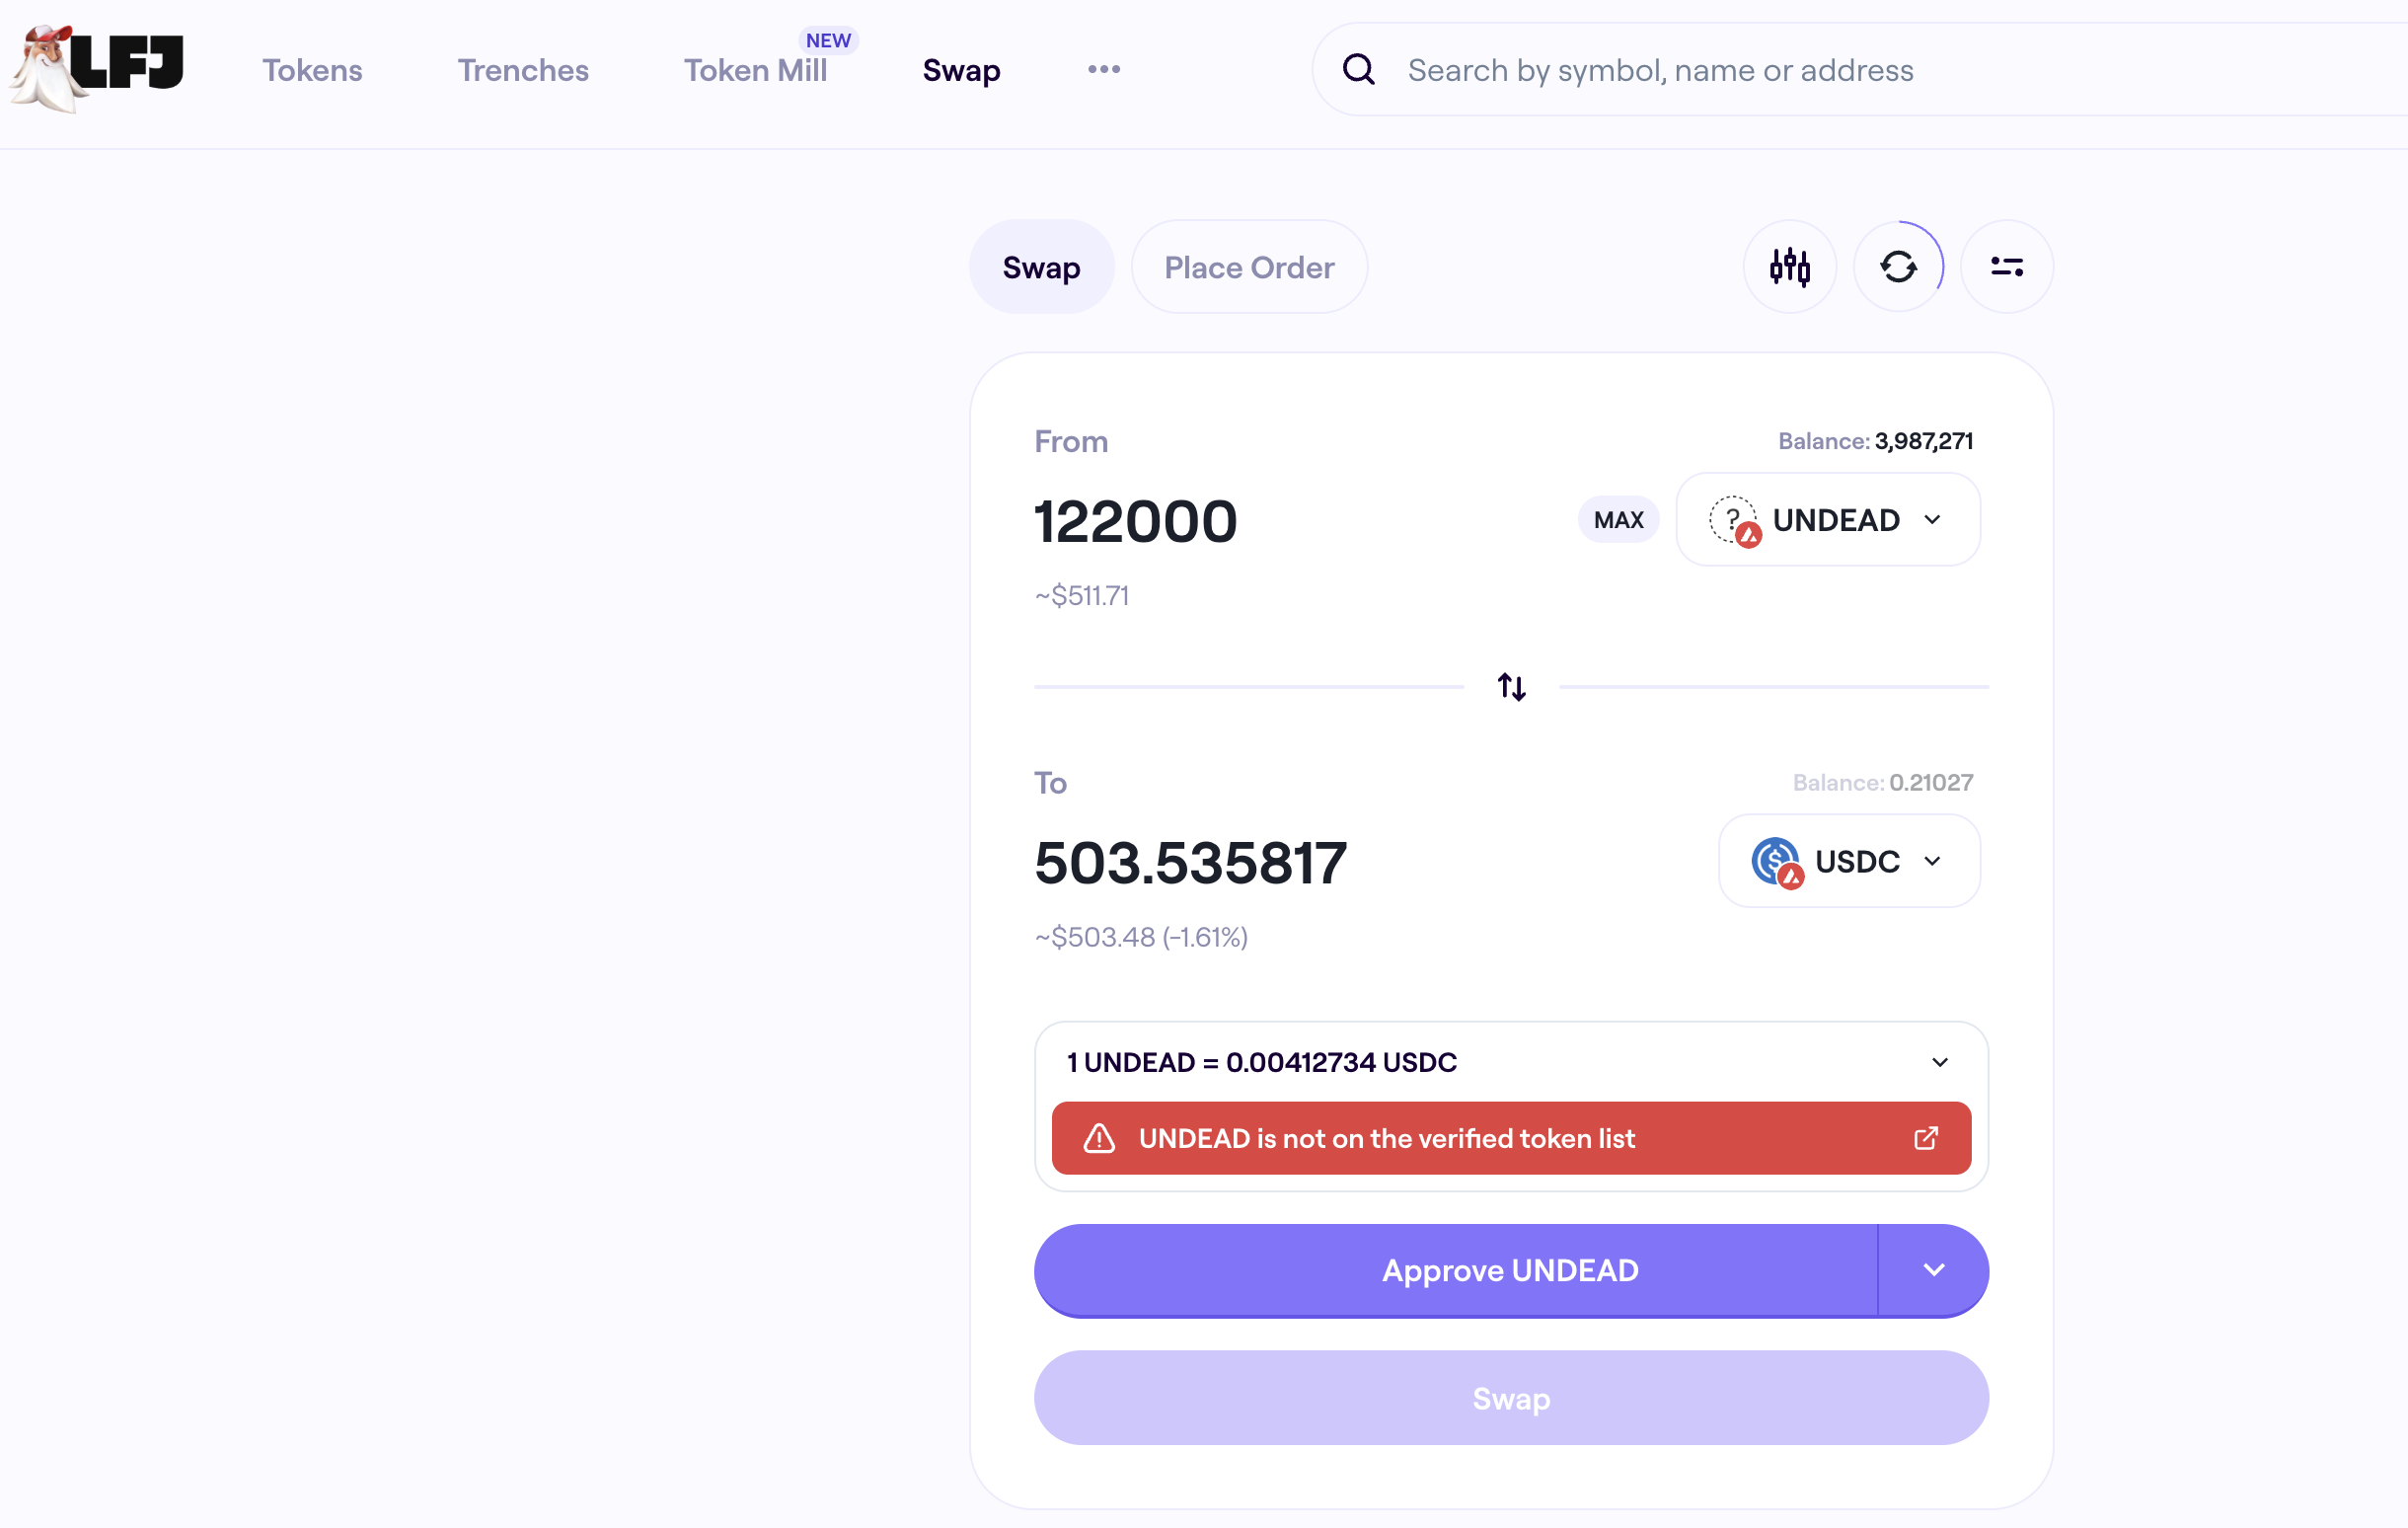 LFJ
Tokens
Trenches
Token Mill
NEW
Swap
Search by symbol, name or address
Swap
Place Order
From
Balance: 3,987,271
122000
MAX
UNDEAD
~$511.71
To
Balance: 0.21027
503.535817
USDC
~$503.48 (-1.61%)
1 UNDEAD = 0.00412734 USDC
UNDEAD is not on the verified token list
Approve UNDEAD
Swap